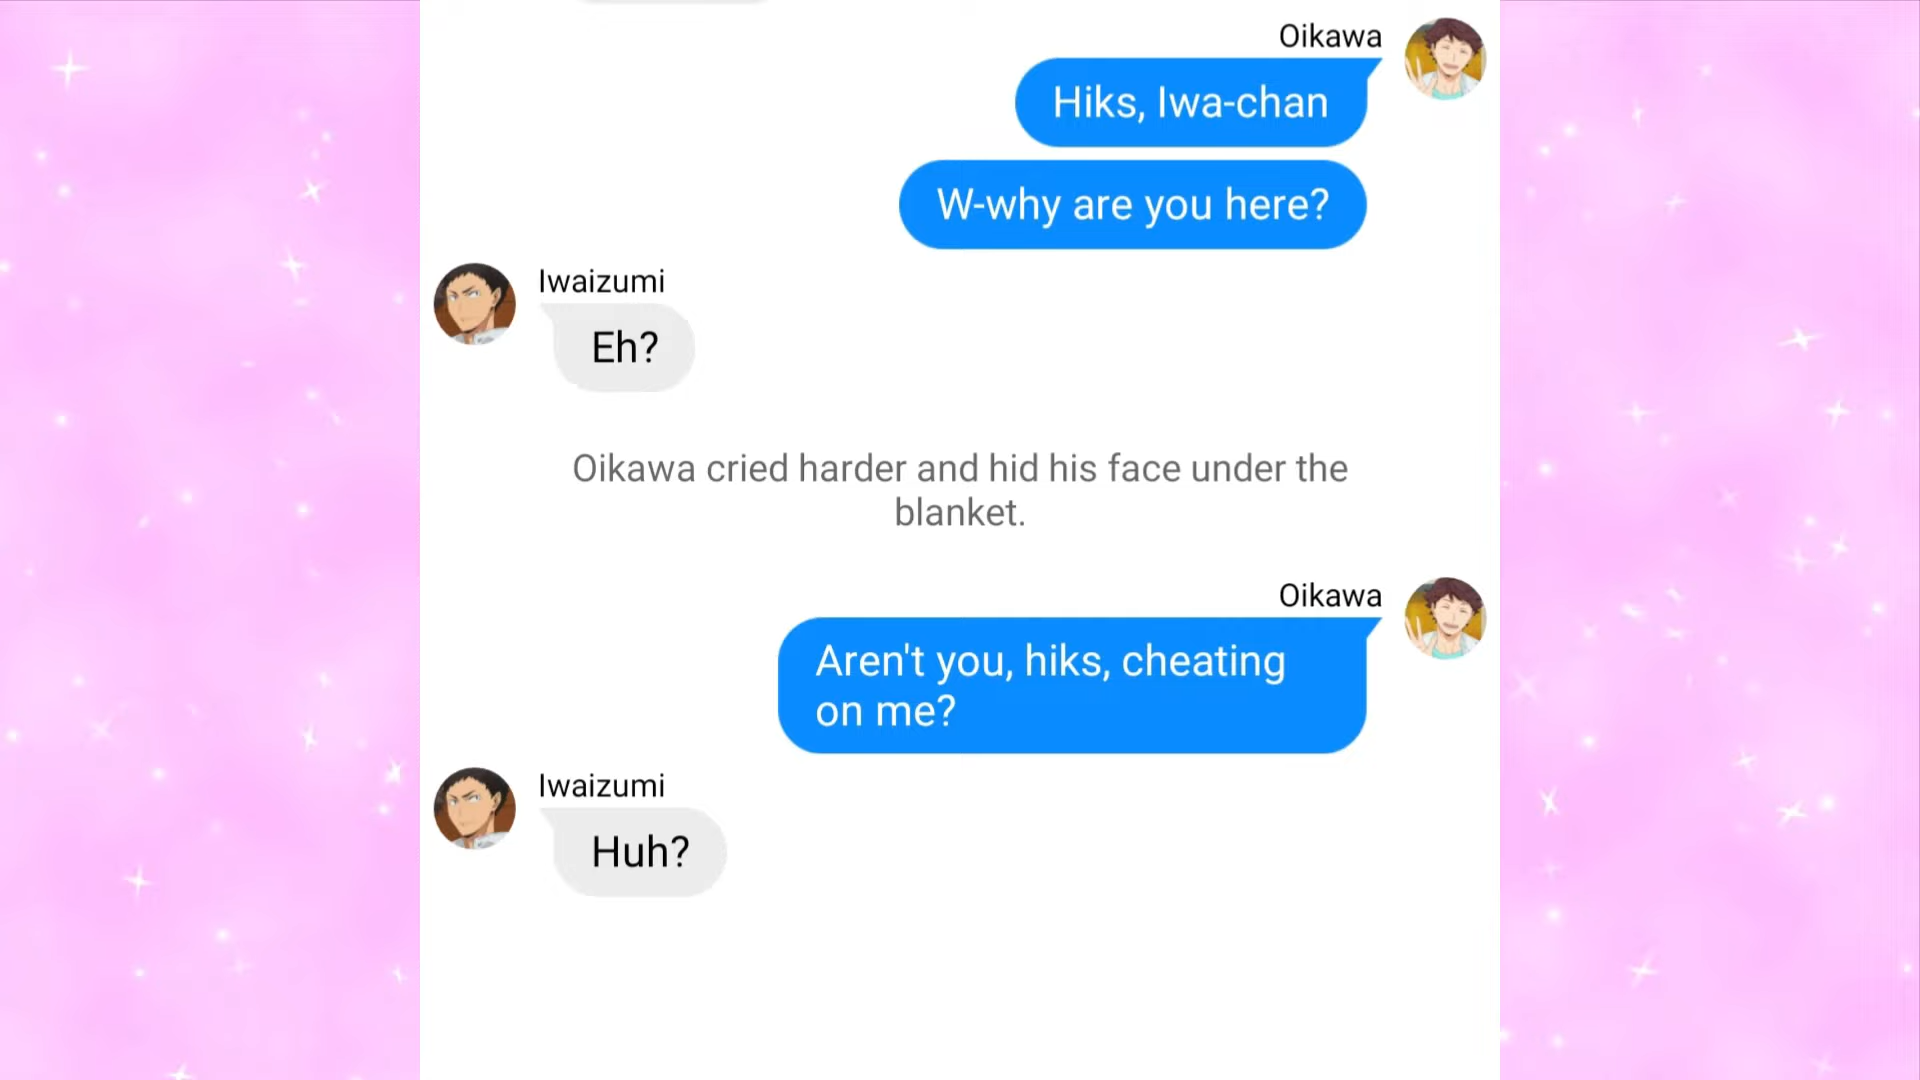 Oikawa
Hiks, Iwa-chan
W-why are you here?
Iwaizumi
Eh?
Oikawa cried harder and hid his face under the
blanket.
Oikawa
Aren't you, hiks, cheating
on me?
Iwaizumi
Huh?